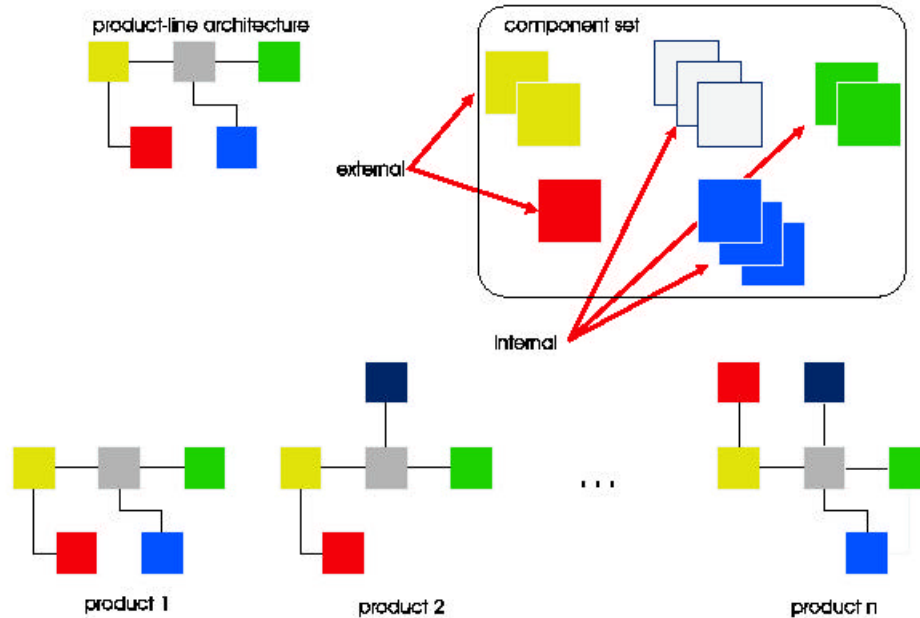 product-line architecture
component set
external
internal
...
product 1
product 2
product n